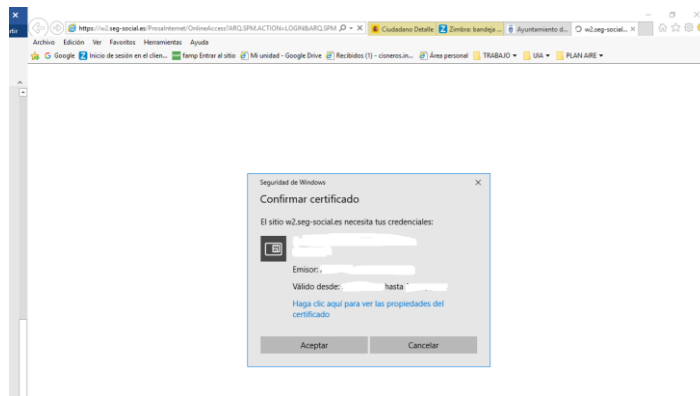 https://w2.seg-social.es/ProsaInternet/OnlineAccess?ARQ.SPM.ACTION=LOGIN&ARQ.SPM
Ciudadano Detalle
Zimbra: bandeja ...
Ayuntamiento d...
w2.seg-social...
Archivo Edición Ver Favoritos Herramientas Ayuda
G Google
Inicio de sesión en el clien...
famp Entrar al sitio
Mi unidad - Google Drive
Recibidos (1) - cisneros.in...
Área personal
TRABAJO
UIA
PLAN AIRE
Seguridad de Windows
Confirmar certificado
El sitio w2.seg-social.es necesita tus credenciales:
Emisor:
Válido desde: hasta
Haga clic aquí para ver las propiedades del
certificado
Aceptar
Cancelar